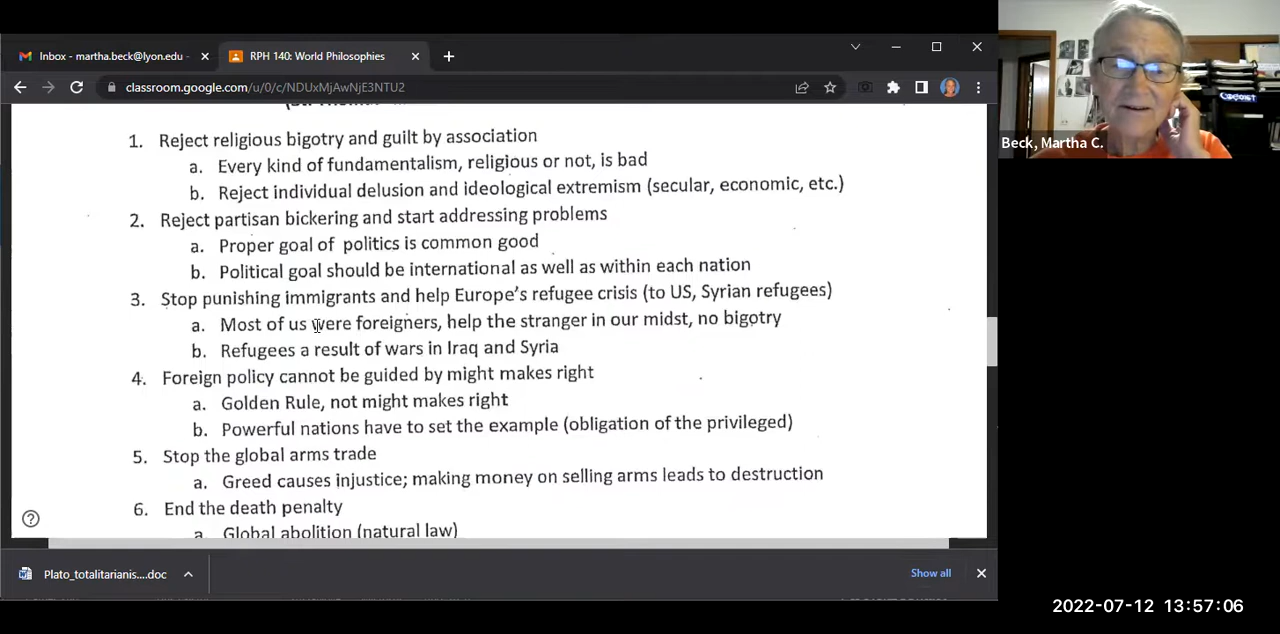 Inbox - martha.beck@lyon.edu -
RPH 140: World Philosophies
classroom.google.com/u/0/c/NDUxMjAwNjE3NTU2
1. Reject religious bigotry and guilt by association
a. Every kind of fundamentalism, religious or not, is bad
b. Reject individual delusion and ideological extremism (secular, economic, etc.)
2. Reject partisan bickering and start addressing problems
a. Proper goal of politics is common good
b. Political goal should be international as well as within each nation
3. Stop punishing immigrants and help Europe's refugee crisis (to US, Syrian refugees)
a. Most of us were foreigners, help the stranger in our midst, no bigotry
b. Refugees a result of wars in Iraq and Syria
4. Foreign policy cannot be guided by might makes right
a. Golden Rule, not might makes right
b. Powerful nations have to set the example (obligation of the privileged)
5. Stop the global arms trade
a. Greed causes injustice; making money on selling arms leads to destruction
6. End the death penalty
a. Global abolition (natural law)
Plato_totalitarianis....doc
Show all
Beck, Martha C.
2022-07-12 13:57:06